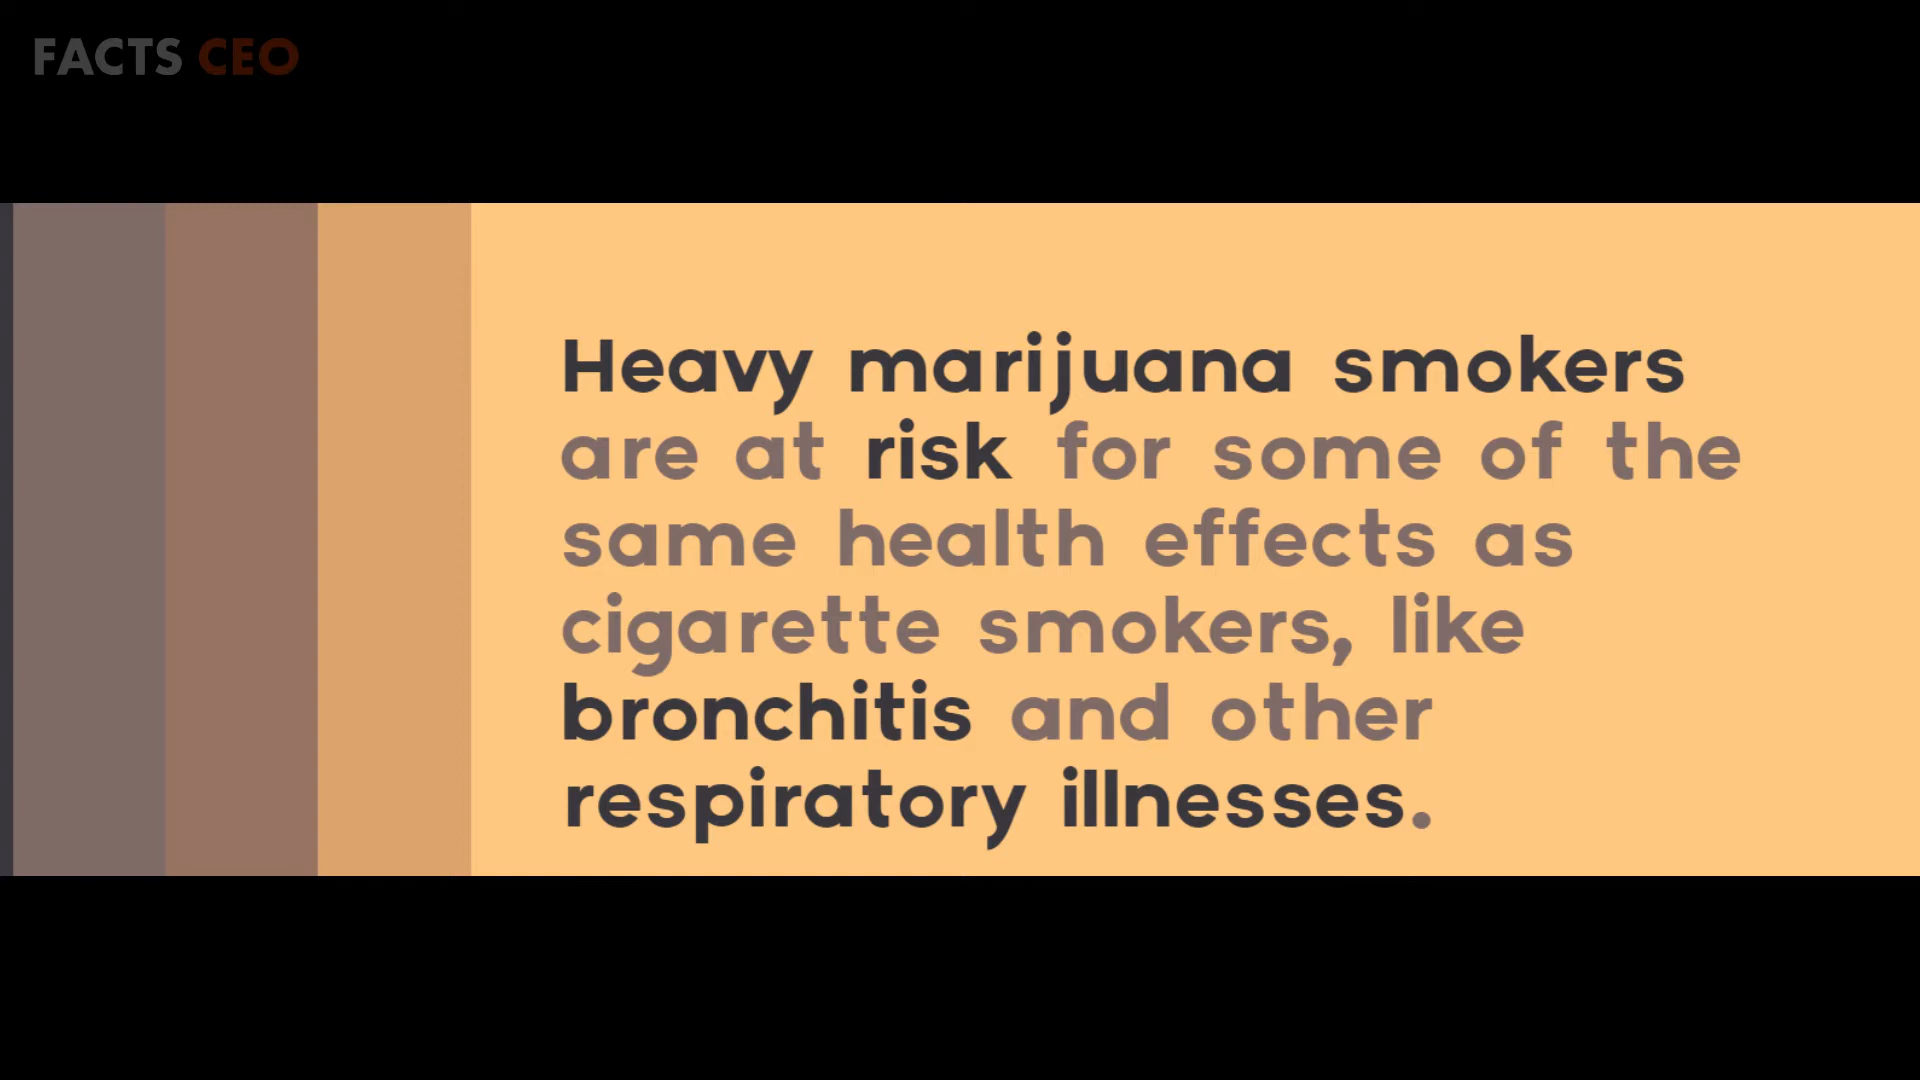 FACTS CEO
Heavy marijuana smokers
are at risk for some of the
same health effects as
cigarette smokers, like
bronchitis and other
respiratory illnesses.